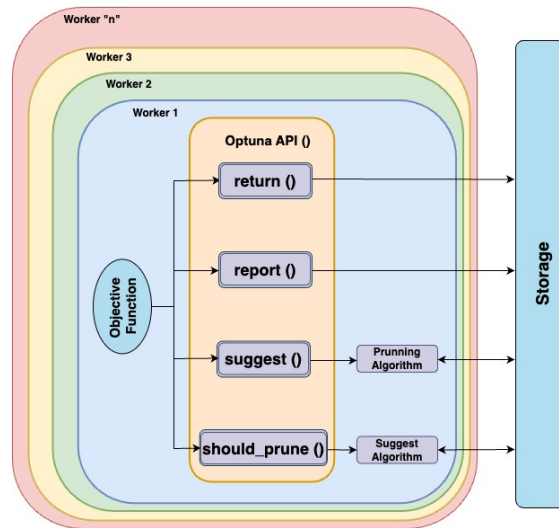 Worker "n"
Worker 3
Worker 2
Worker 1
Optuna API ()
return ()
report ()
Objective
Function
suggest ()
Prunning
Algorithm
should_prune ()
Suggest
Algorithm
Storage